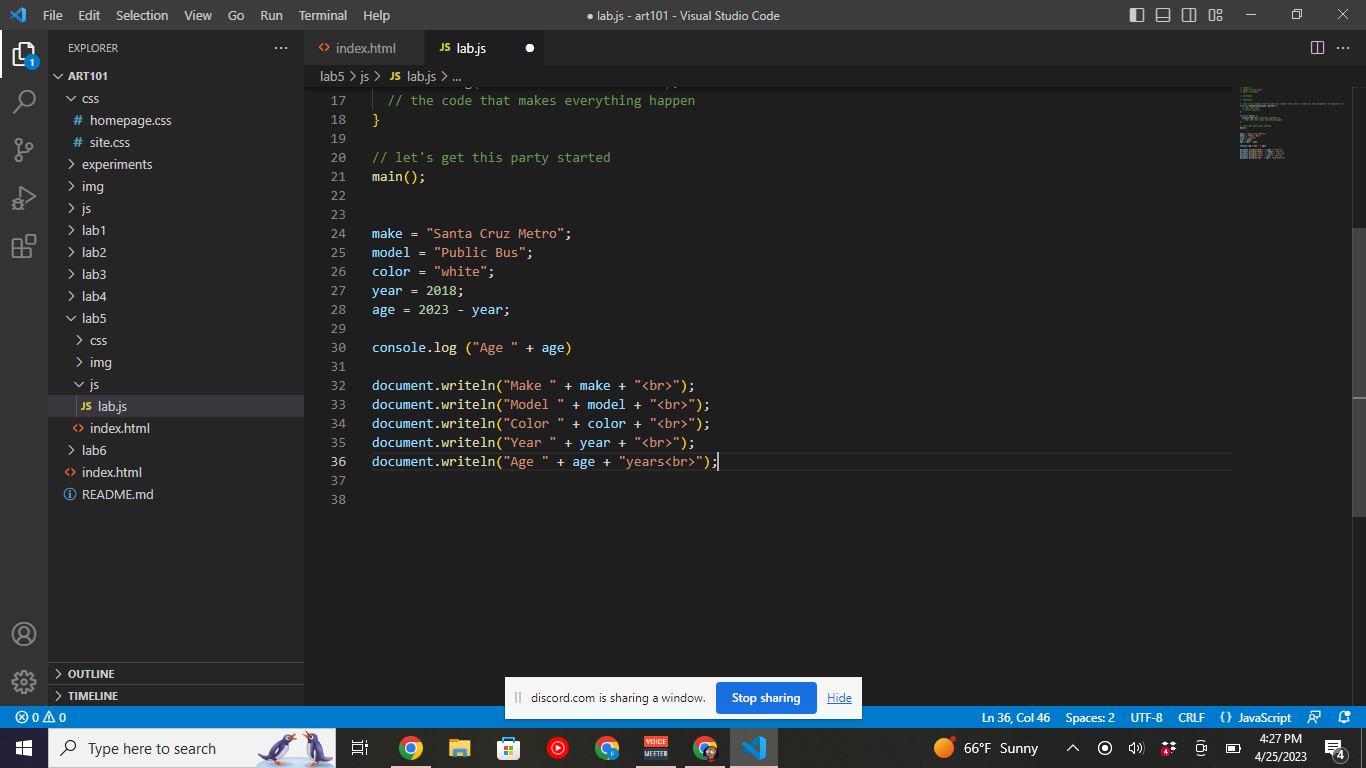 File Edit Selection View Go Run Terminal Help
● lab.js - art101 - Visual Studio Code
EXPLORER
index.html
JS lab.js
1
ART101
lab5 > js > JS lab.js > ...
css
# homepage.css
# site.css
experiments
img
js
lab1
lab2
lab3
lab4
lab5
css
img
js
JS lab.js
index.html
lab6
index.html
README.md
OUTLINE
TIMELINE
17 // the code that makes everything happen
18 }
19
20 // let's get this party started
21 main();
22
23
24 make = "Santa Cruz Metro";
25 model = "Public Bus";
26 color = "white";
27 year = 2018;
28 age = 2023 - year;
29
30 console.log ("Age " + age)
31
32 document.writeln("Make " + make + "<br>");
33 document.writeln("Model " + model + "<br>");
34 document.writeln("Color " + color + "<br>");
35 document.writeln("Year " + year + "<br>");
36 document.writeln("Age " + age + "years<br>");
37
38
discord.com is sharing a window. Stop sharing Hide
0 0
Ln 36, Col 46 Spaces: 2 UTF-8 CRLF {} JavaScript
Type here to search
VOICE
MEETER
66°F Sunny
4
4:27 PM
4/25/2023
4